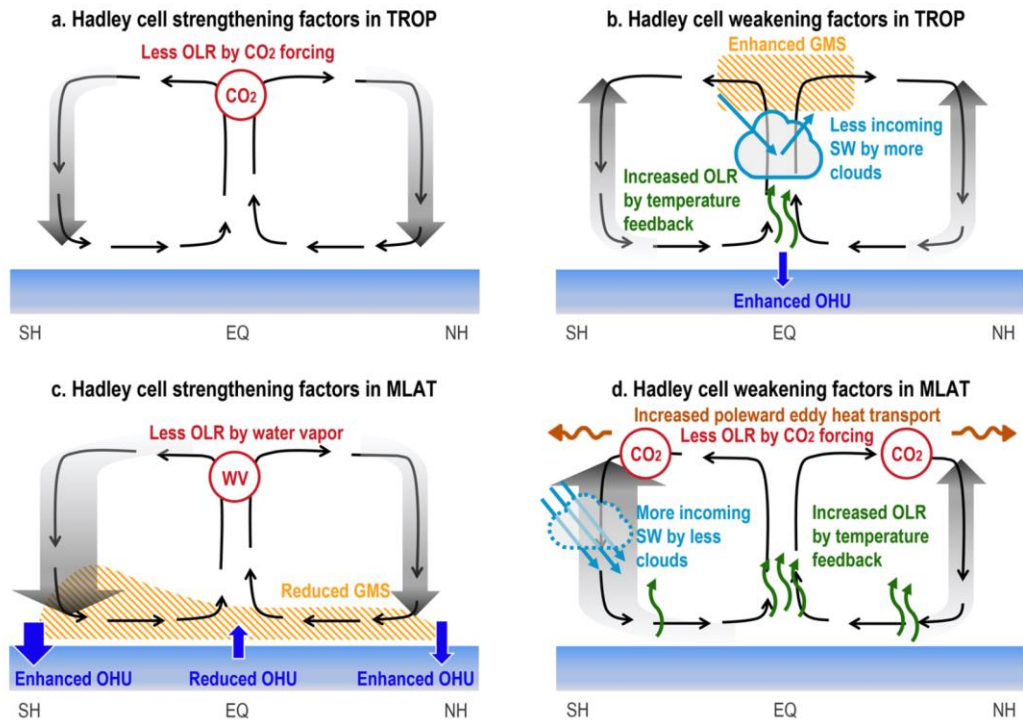 a. Hadley cell strengthening factors in TROP
Less OLR by CO₂ forcing
CO₂
SH
EQ
NH
b. Hadley cell weakening factors in TROP
Enhanced GMS
Less incoming
SW by more
clouds
Increased OLR
by temperature
feedback
Enhanced OHU
SH
EQ
NH
c. Hadley cell strengthening factors in MLAT
Less OLR by water vapor
WV
Reduced GMS
Enhanced OHU
Reduced OHU
Enhanced OHU
SH
EQ
NH
d. Hadley cell weakening factors in MLAT
Increased poleward eddy heat transport
Less OLR by CO₂ forcing
CO₂
CO₂
More incoming
SW by less
clouds
Increased OLR
by temperature
feedback
SH
EQ
NH